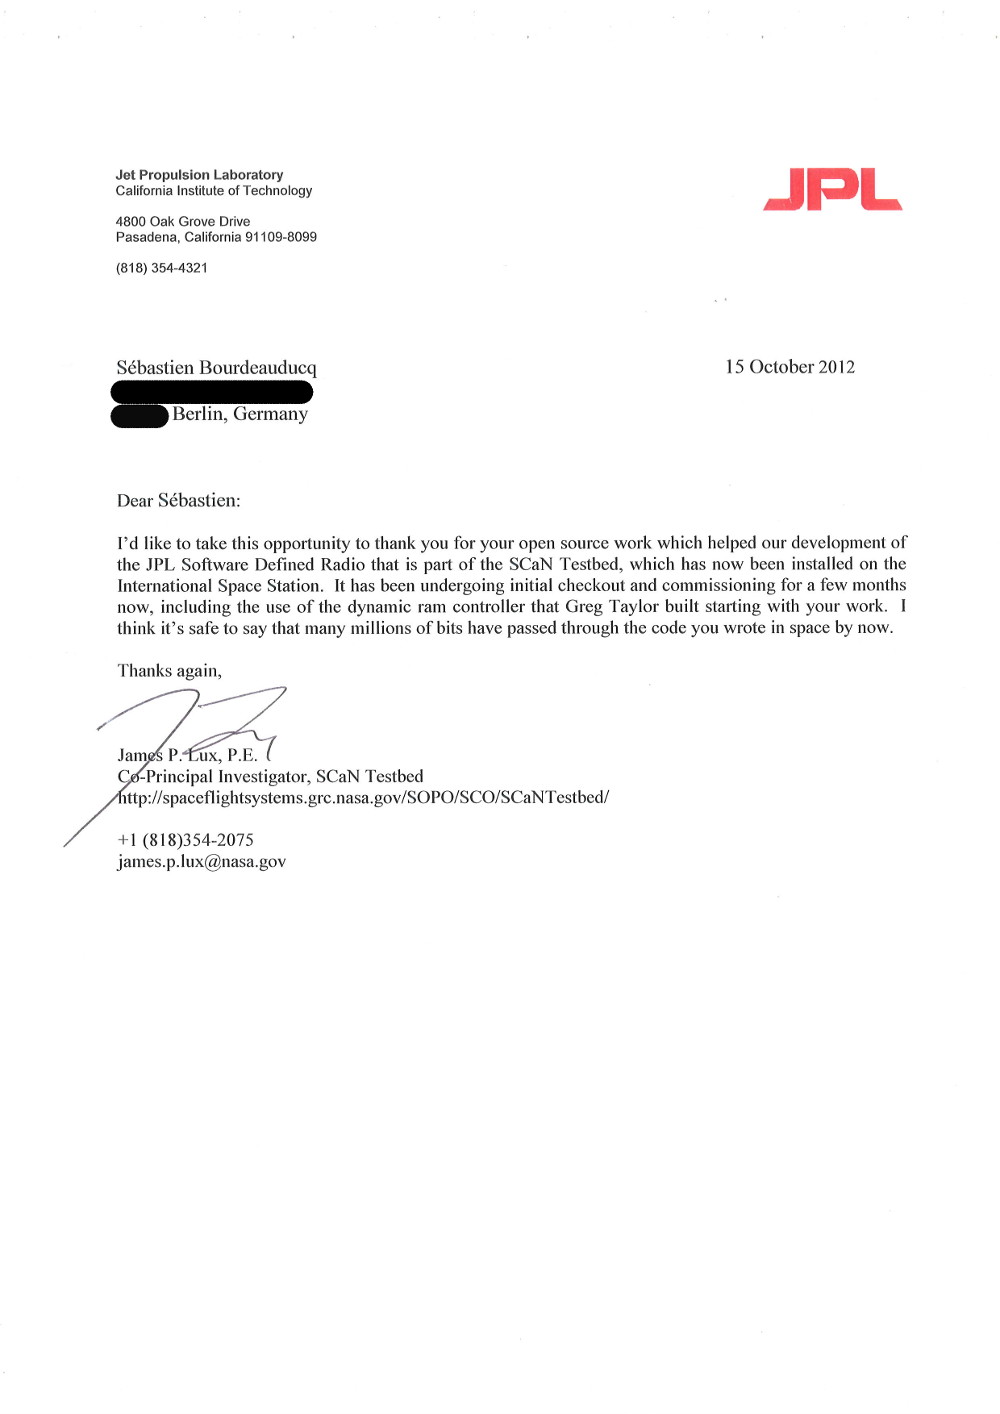 Jet Propulsion Laboratory
California Institute of Technology
4800 Oak Grove Drive
Pasadena, California 91109-8099
(818) 354-4321
JPL
Sébastien Bourdeauducq
15 October 2012
Berlin, Germany
Dear Sébastien:
I'd like to take this opportunity to thank you for your open source work which helped our development of
the JPL Software Defined Radio that is part of the SCaN Testbed, which has now been installed on the
International Space Station.  It has been undergoing initial checkout and commissioning for a few months
now, including the use of the dynamic ram controller that Greg Taylor built starting with your work.  I
think it's safe to say that many millions of bits have passed through the code you wrote in space by now.
Thanks again,
James P. Lux, P.E.
Co-Principal Investigator, SCaN Testbed
http://spaceflightsystems.grc.nasa.gov/SOPO/SCO/SCaNTestbed/
+1 (818)354-2075
james.p.lux@nasa.gov